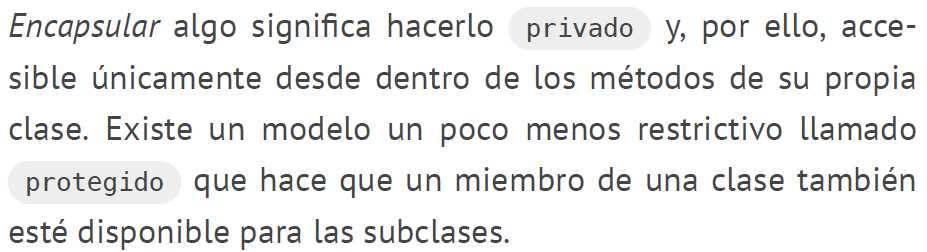 Encapsular algo significa hacerlo privado y, por ello, acce-
sible únicamente desde dentro de los métodos de su propia
clase. Existe un modelo un poco menos restrictivo llamado
protegido que hace que un miembro de una clase también
esté disponible para las subclases.